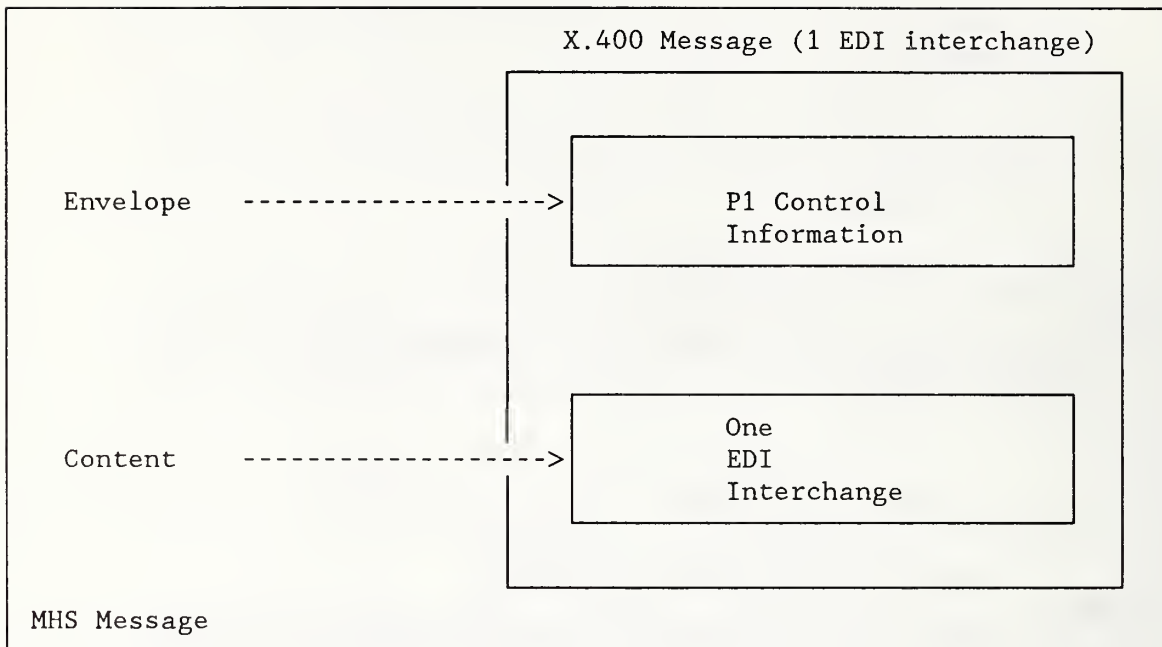 X.400 Message (1 EDI interchange)
Envelope
P1 Control
Information
Content
One
EDI
Interchange
MHS Message